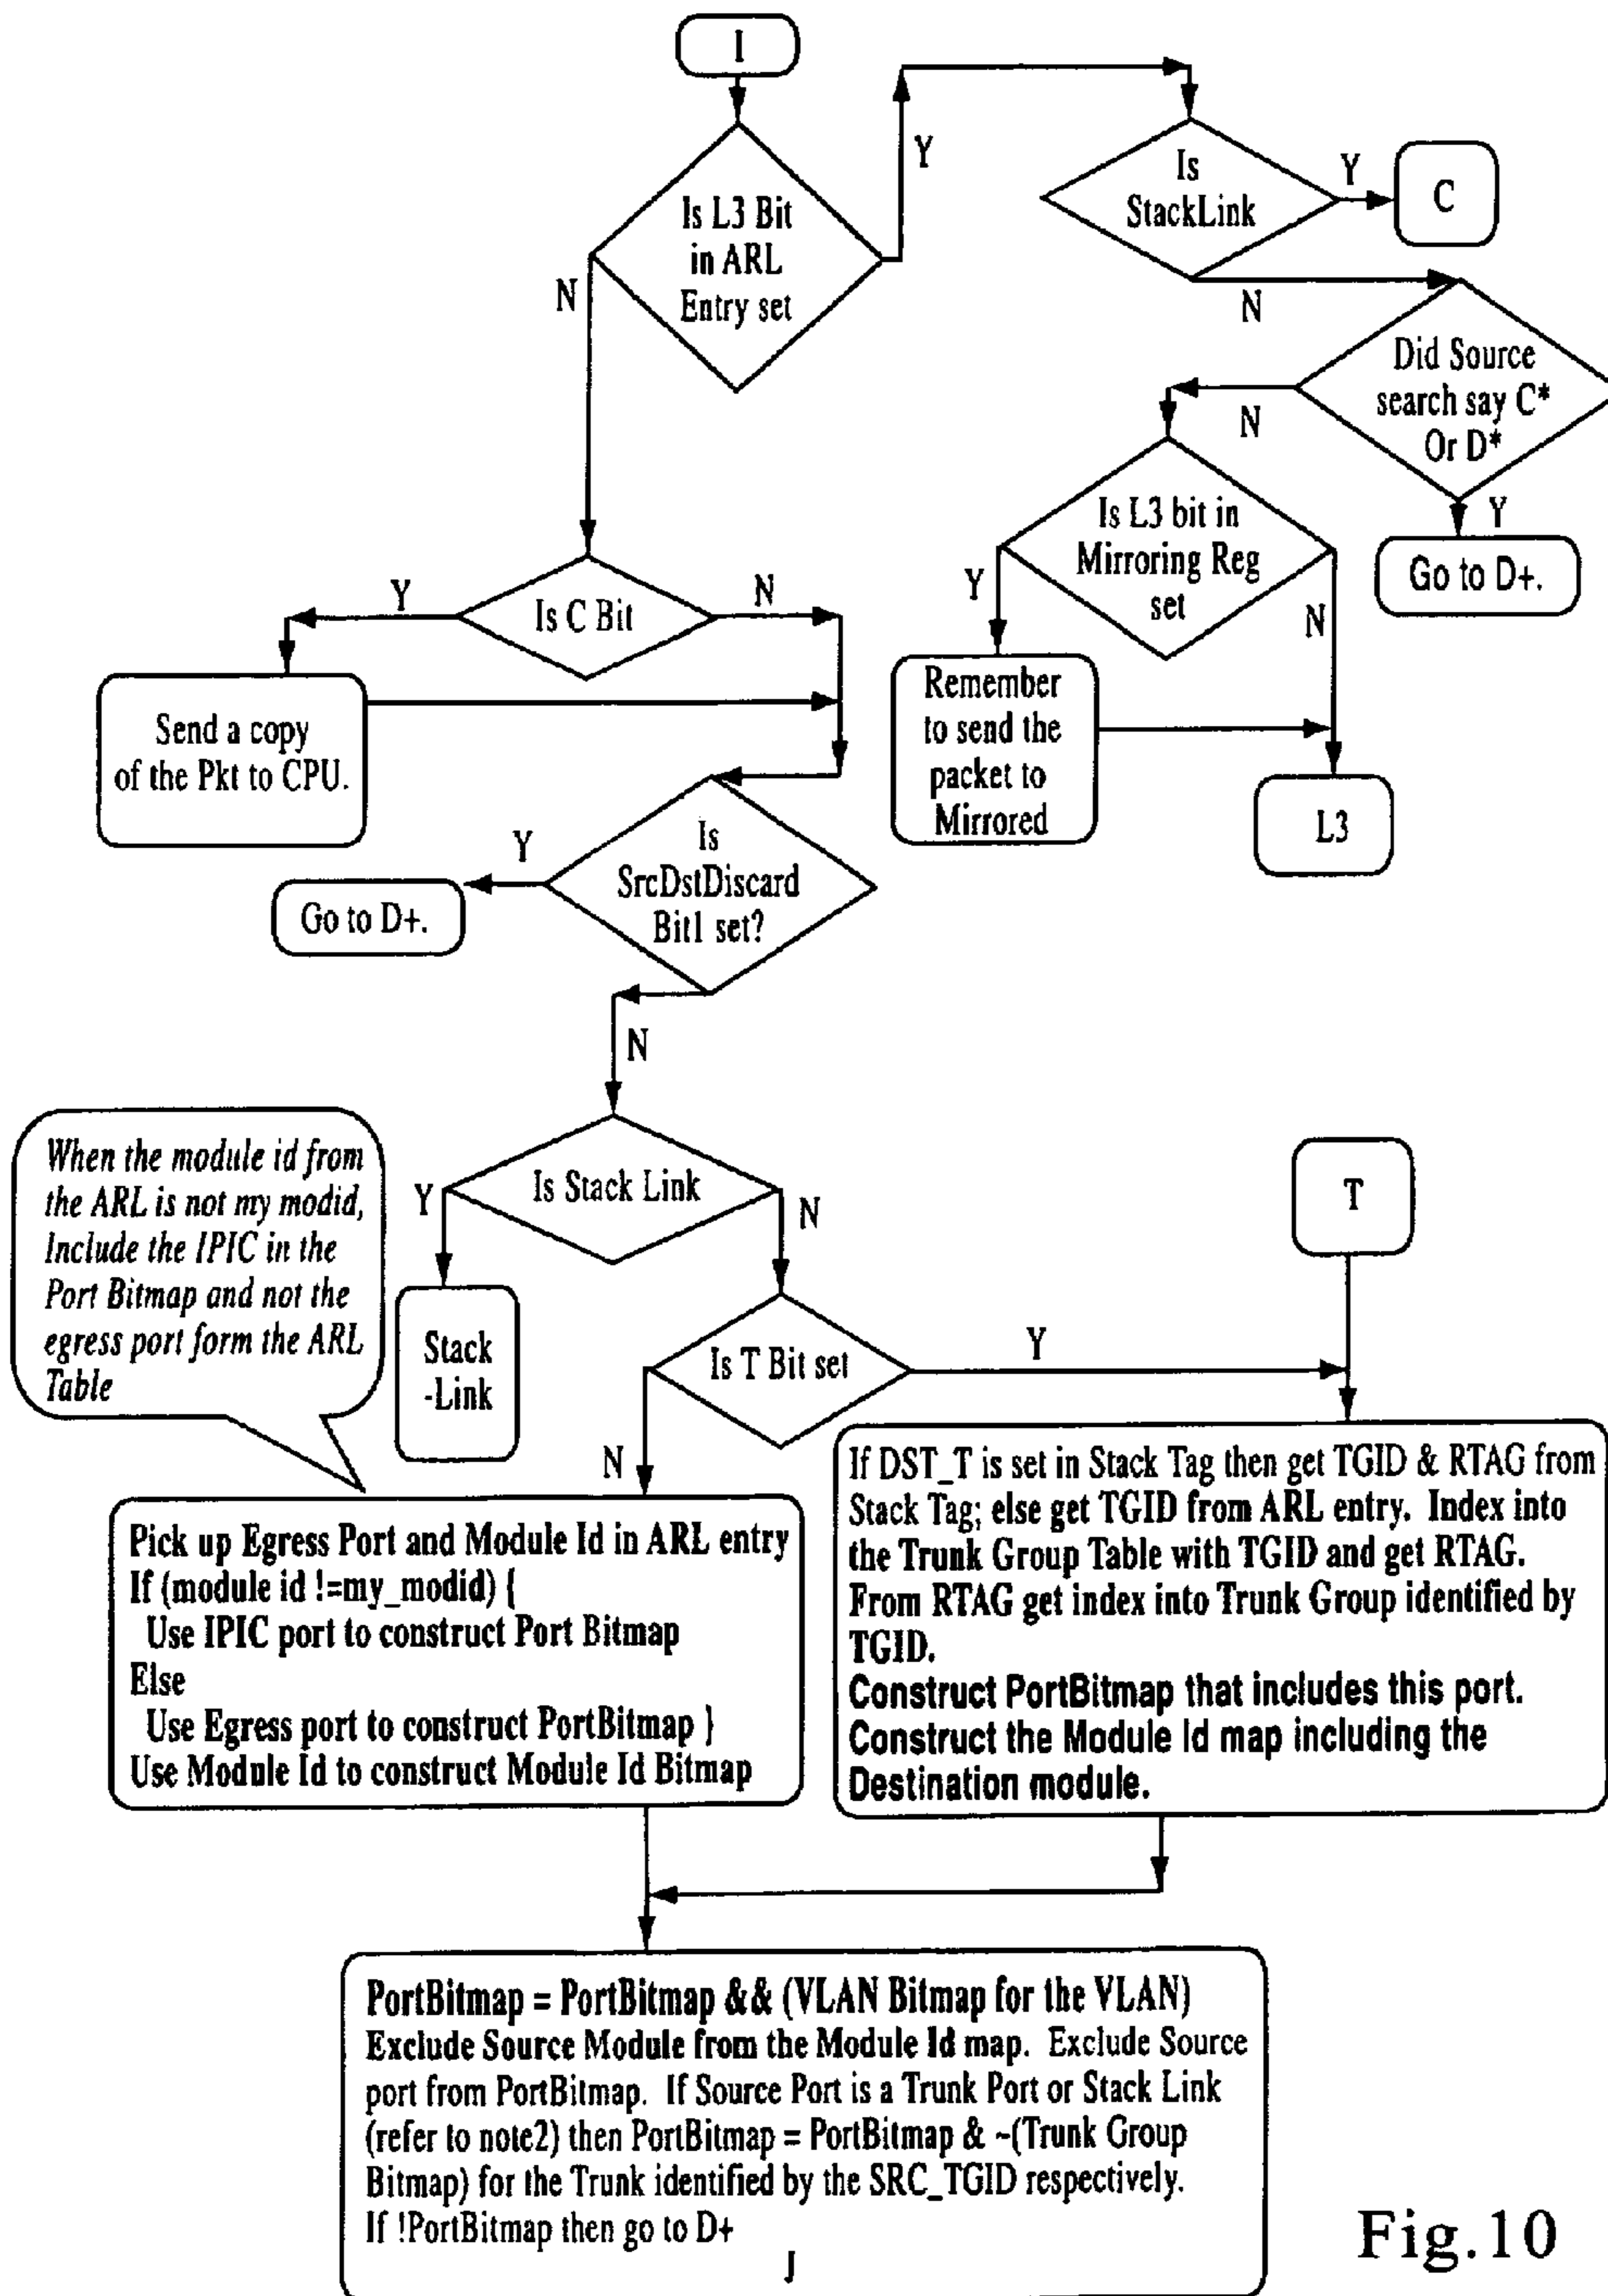 I
Is L3 Bit
in ARL
Entry set
Y
N
Is
StackLink
Y
C
N
Did Source
search say C*
Or D*
N
Y
Go to D+.
Is L3 bit in
Mirroring Reg
set
Y
N
Remember
to send the
packet to
Mirrored
L3
Is C Bit
Y
N
Send a copy
of the Pkt to CPU.
Is
SrcDstDiscard
Bit1 set?
Y
Go to D+.
N
Is Stack Link
Y
N
When the module id from
the ARL is not my modid,
Include the IPIC in the
Port Bitmap and not the
egress port form the ARL
Table
Stack
-Link
Is T Bit set
Y
N
T
Pick up Egress Port and Module Id in ARL entry
If (module id !=my_modid) {
Use IPIC port to construct Port Bitmap
Else
Use Egress port to construct PortBitmap }
Use Module Id to construct Module Id Bitmap
If DST_T is set in Stack Tag then get TGID & RTAG from
Stack Tag; else get TGID from ARL entry. Index into
the Trunk Group Table with TGID and get RTAG.
From RTAG get index into Trunk Group identified by
TGID.
Construct PortBitmap that includes this port.
Construct the Module Id map including the
Destination module.
PortBitmap = PortBitmap && (VLAN Bitmap for the VLAN)
Exclude Source Module from the Module Id map. Exclude Source
port from PortBitmap. If Source Port is a Trunk Port or Stack Link
(refer to note2) then PortBitmap = PortBitmap & ~(Trunk Group
Bitmap) for the Trunk identified by the SRC_TGID respectively.
If !PortBitmap then go to D+
J
Fig.10